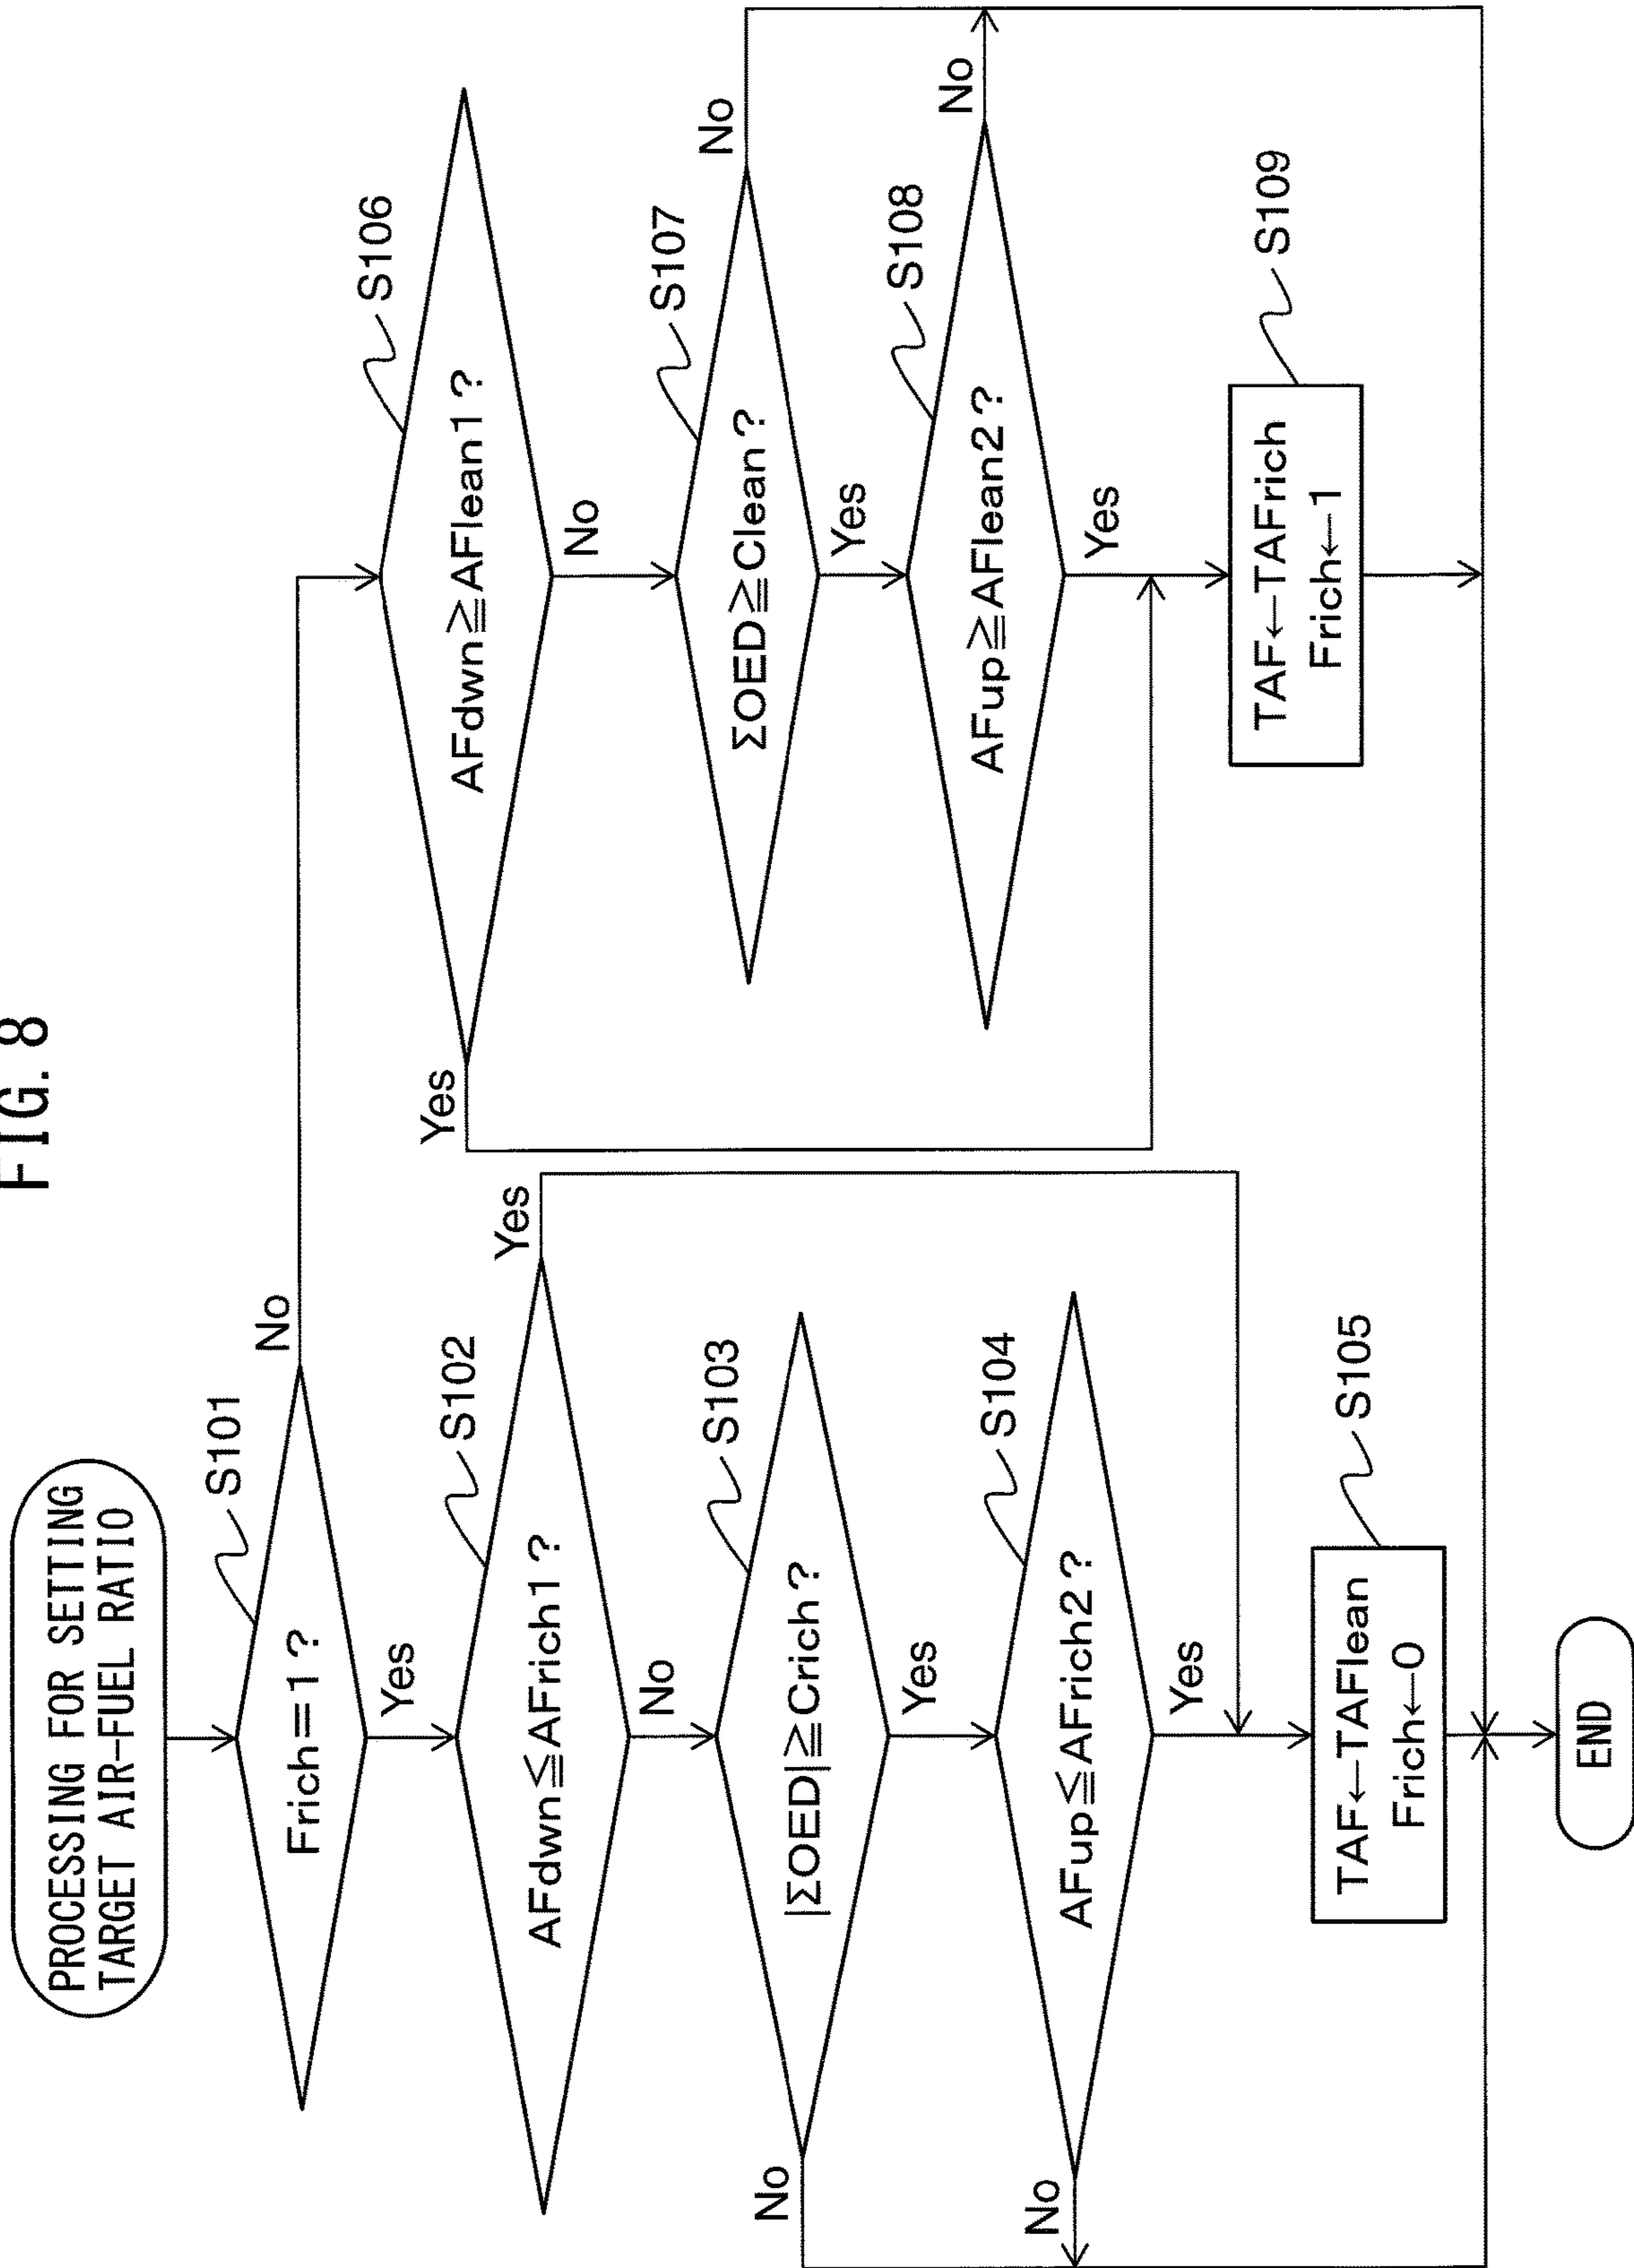 FIG. 8
PROCESSING FOR SETTING
TARGET AIR-FUEL RATIO
S101
Frich=1?
No
Yes
S102
AFdwn≦AFrich1?
Yes
No
S103
|ΣOED|≧Crich?
No
Yes
S104
AFup≦AFrich2?
No
Yes
S105
TAF←TAFlean
Frich←0
S106
AFdwn≧AFlean1?
Yes
No
S107
ΣOED≧Clean?
No
Yes
S108
AFup≧AFlean2?
No
Yes
S109
TAF←TAFrich
Frich←1
END